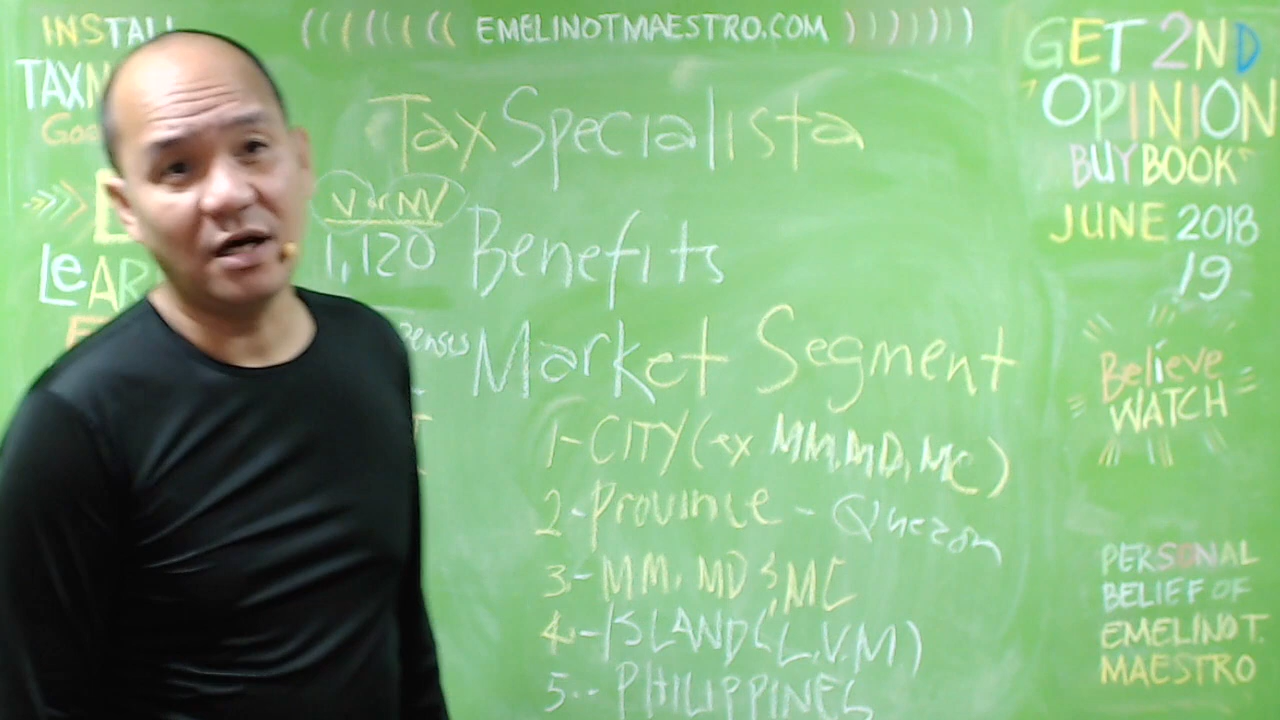 INSTALL
((((((( EMELINOTMAESTRO.COM )))))))
Tax Specialista
V or NV
1,120
Benefits
Market Segment
1-CITY (ex MM, MD, MC)
2-Province - Quezon
3.-MM, MD & MC
4.-ISLAND (L.V.M)
5.-PHILIPPINES
GET 2ND
OPINION
BUY BOOK
JUNE 2018
19
Believe
WATCH
PERSONAL
BELIEF OF
EMELINO T.
MAESTRO